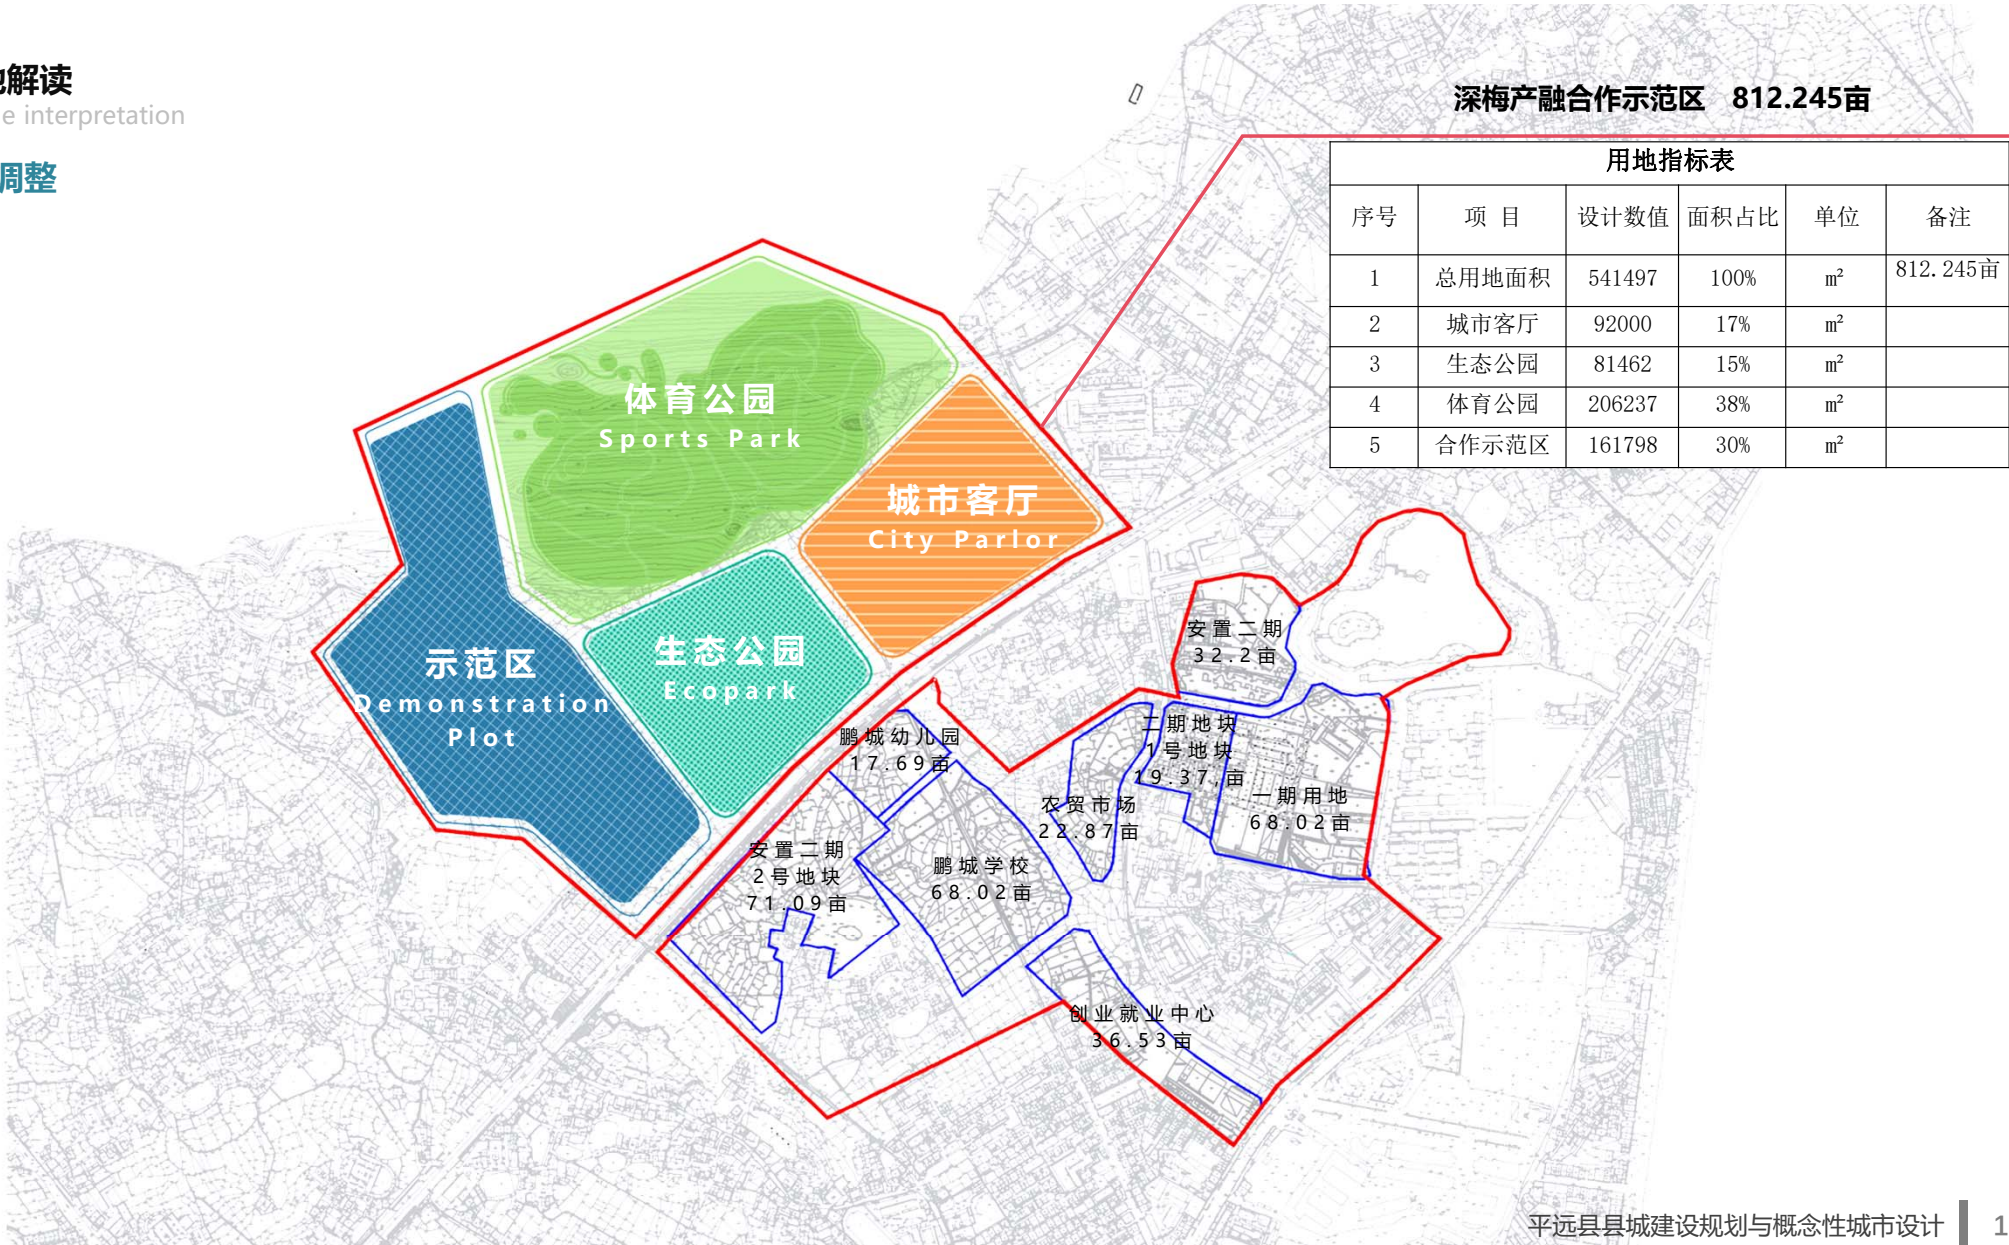 地解读
e interpretation
调整
深梅产融合作示范区 812.245亩
用地指标表
序号 项 目 设计数值 面积占比 单位 备注
1 总用地面积 541497 100% m² 812.245亩
2 城市客厅 92000 17% m²
3 生态公园 81462 15% m²
4 体育公园 206237 38% m²
5 合作示范区 161798 30% m²
体育公园
Sports Park
城市客厅
City Parlor
生态公园
Ecopark
示范区
Demonstration
Plot
安置二期
32.2亩
鹏城幼儿园
17.69亩
二期地块
1号地块
19.37,亩
一期用地
68.02亩
农贸市场
22.87亩
安置二期
2号地块
71.09亩
鹏城学校
68.02亩
创业就业中心
36.53亩
平远县县城建设规划与概念性城市设计 1